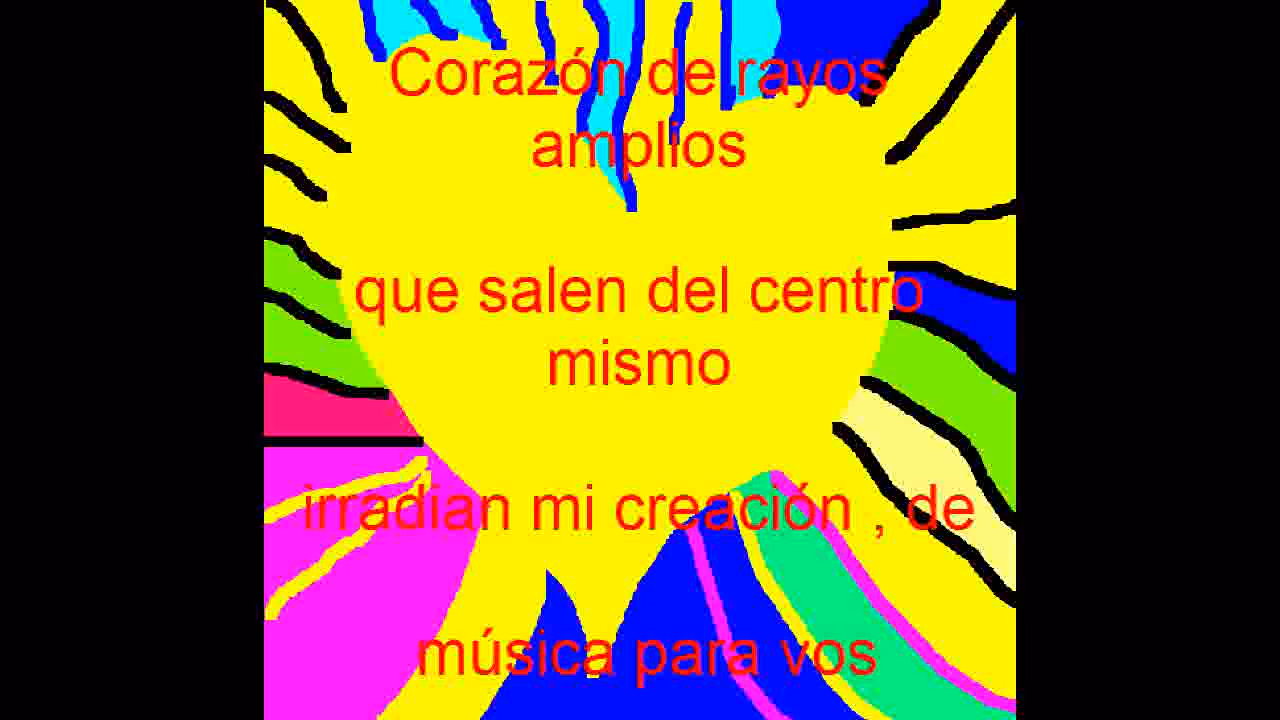 Corazón de rayos
amplios
que salen del centro
mismo
irradian mi creación , de
música para vos